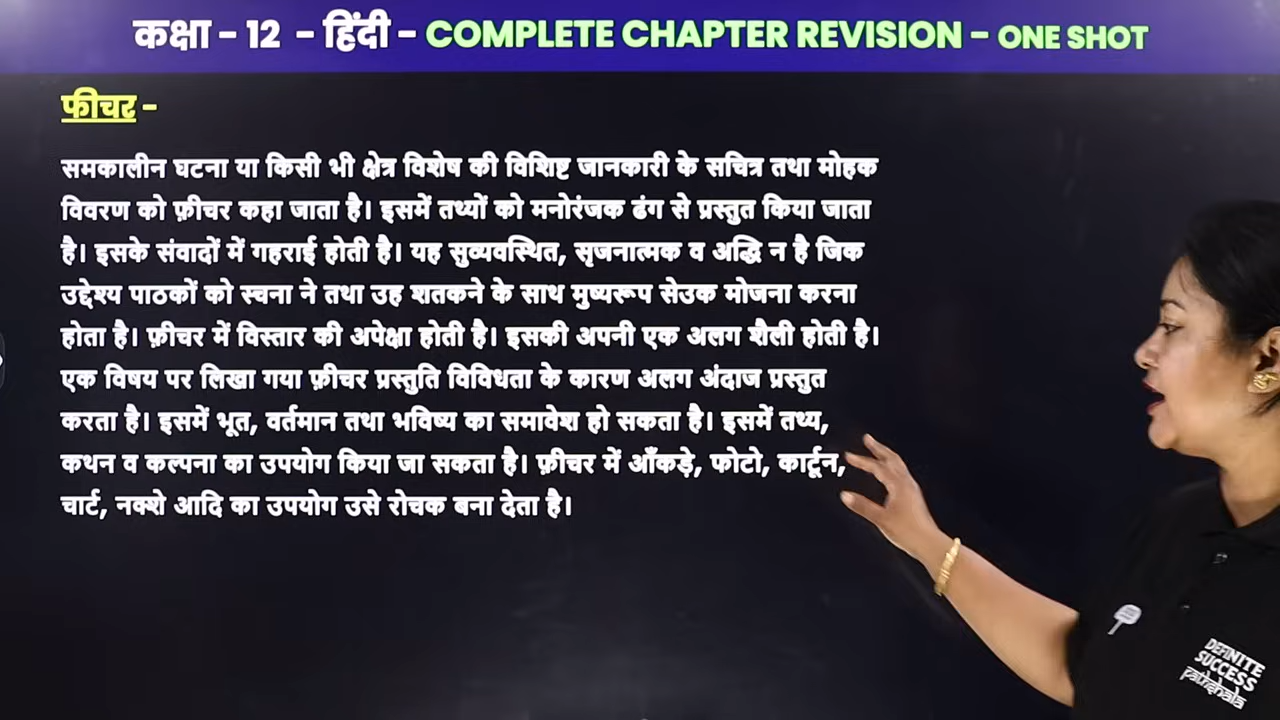 कक्षा - 12 - हिंदी - COMPLETE CHAPTER REVISION - ONE SHOT
फीचर -
समकालीन घटना या किसी भी क्षेत्र विशेष की विशिष्ट जानकारी के सचित्र तथा मोहक
विवरण को फ़ीचर कहा जाता है। इसमें तथ्यों को मनोरंजक ढंग से प्रस्तुत किया जाता
है। इसके संवादों में गहराई होती है। यह सुव्यवस्थित, सृजनात्मक व अद्धि न है जिक
उद्देश्य पाठकों को स्चना ने तथा उह शतकने के साथ मुष्यरूप सेउक मोजना करना
होता है। फ़ीचर में विस्तार की अपेक्षा होती है। इसकी अपनी एक अलग शैली होती है।
एक विषय पर लिखा गया फ़ीचर प्रस्तुति विविधता के कारण अलग अंदाज प्रस्तुत
करता है। इसमें भूत, वर्तमान तथा भविष्य का समावेश हो सकता है। इसमें तथ्य,
कथन व कल्पना का उपयोग किया जा सकता है। फ़ीचर में आँकड़े, फोटो, कार्टून,
चार्ट, नक्शे आदि का उपयोग उसे रोचक बना देता है।
DEFINITE
SUCCESS
pathshala